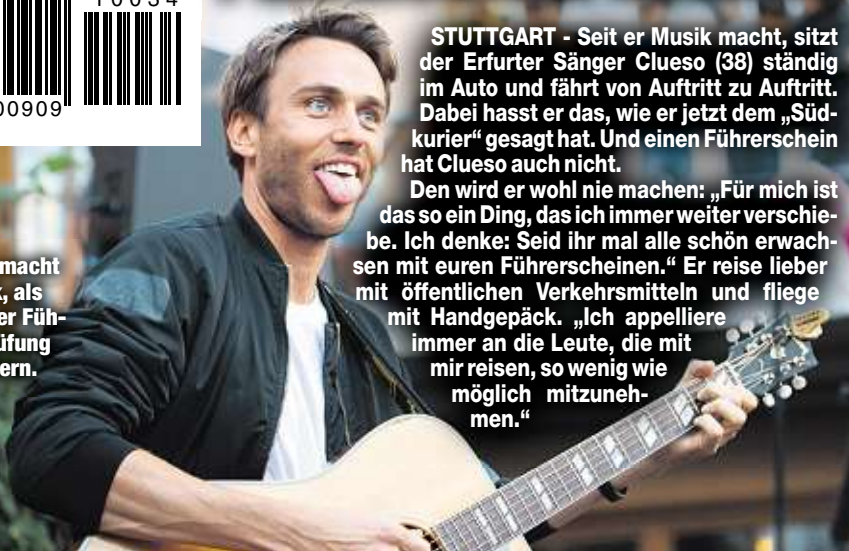 00909
macht
, als
er Füh-
üfung
ern.
STUTTGART - Seit er Musik macht, sitzt
der Erfurter Sänger Clueso (38) ständig
im Auto und fährt von Auftritt zu Auftritt.
Dabei hasst er das, wie er jetzt dem „Süd-
kurier“ gesagt hat. Und einen Führerschein
hat Clueso auch nicht.
Den wird er wohl nie machen: „Für mich ist
das so ein Ding, das ich immer weiter verschie-
be. Ich denke: Seid ihr mal alle schön erwach-
sen mit euren Führerscheinen.“ Er reise lieber
mit öffentlichen Verkehrsmitteln und fliege
mit Handgepäck. „Ich appelliere
immer an die Leute, die mit
mir reisen, so wenig wie
möglich mitzuneh-
men.“